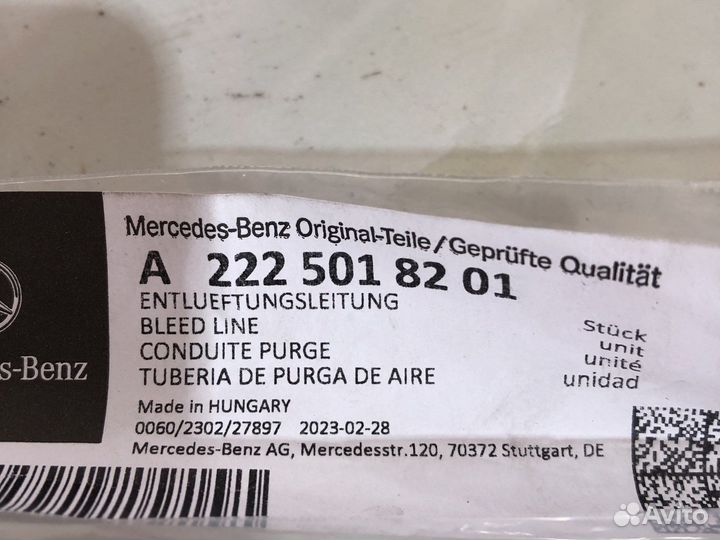 Mercedes-Benz Original-Teile/Geprüfte Qualität
A 222 501 82 01
ENTLUEFTUNGSLEITUNG
BLEED LINE
CONDUITE PURGE
TUBERIA DE PURGA DE AIRE
Stück
unit
unité
unidad
s-Benz
Made in HUNGARY
0060/2302/27897 2023-02-28
Mercedes-Benz AG, Mercedesstr.120, 70372 Stuttgart, DE
Avito